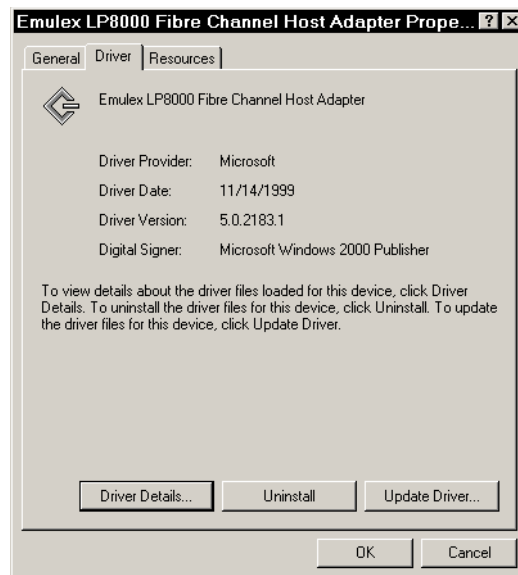 Emulex LP8000 Fibre Channel Host Adapter Prope... ? X
General Driver Resources
Emulex LP8000 Fibre Channel Host Adapter
Driver Provider: Microsoft
Driver Date: 11/14/1999
Driver Version: 5.0.2183.1
Digital Signer: Microsoft Windows 2000 Publisher
To view details about the driver files loaded for this device, click Driver
Details. To uninstall the driver files for this device, click Uninstall. To update
the driver files for this device, click Update Driver.
Driver Details... Uninstall Update Driver...
OK Cancel